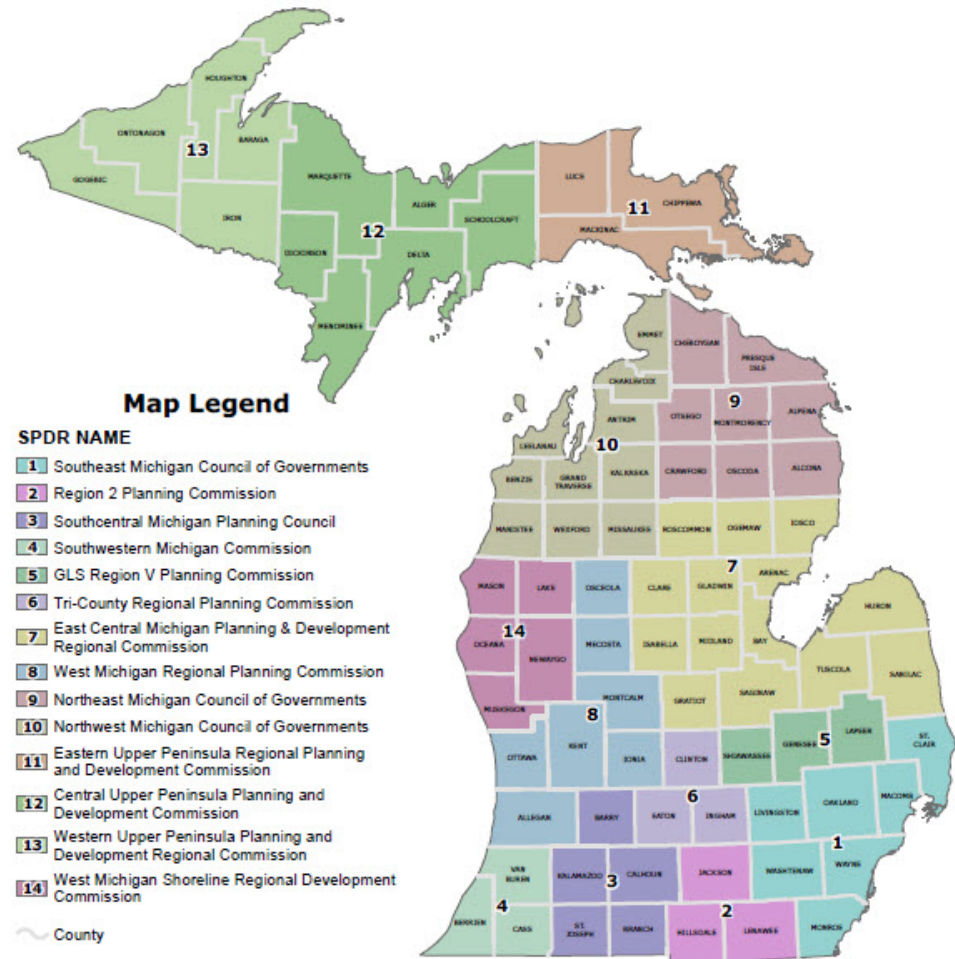 HOUGHTON
ONTONAGON
BARAGA
13
GOGEBIC
MARQUETTE
LUCE
ALGER
CHIPPEWA
SCHOOLCRAFT
11
IRON
MACKINAC
12
DICKINSON
DELTA
MENOMINEE
EMMET
CHEBOYGAN
PRESQUE
ISLE
CHARLEVOIX
9
OTSEGO
ALPENA
ANTRIM
MONTMORENCY
LEELANAU
10
KALKASKA
CRAWFORD
OSCODA
ALCONA
BENZIE
GRAND
TRAVERSE
MANISTEE
WEXFORD
MISSAUKEE
ROSCOMMON
OGEMAW
IOSCO
7
ARENAC
MASON
LAKE
OSCEOLA
CLARE
GLADWIN
HURON
14
OCEANA
MECOSTA
ISABELLA
MIDLAND
BAY
NEWAYGO
TUSCOLA
SANILAC
MONTCALM
GRATIOT
SAGINAW
MUSKEGON
8
LAPEER
ST.
CLAIR
GENESEE
5
KENT
OTTAWA
IONIA
CLINTON
SHIAWASSEE
6
MACOMB
OAKLAND
ALLEGAN
BARRY
EATON
INGHAM
LIVINGSTON
1
VAN
BUREN
KALAMAZOO
CALHOUN
JACKSON
WASHTENAW
WAYNE
3
4
2
BERRIEN
CASS
ST.
JOSEPH
BRANCH
HILLSDALE
LENAWEE
MONROE
Map Legend
SPDR NAME
1 Southeast Michigan Council of Governments
2 Region 2 Planning Commission
3 Southcentral Michigan Planning Council
4 Southwestern Michigan Commission
5 GLS Region V Planning Commission
6 Tri-County Regional Planning Commission
7 East Central Michigan Planning & Development
Regional Commission
8 West Michigan Regional Planning Commission
9 Northeast Michigan Council of Governments
10 Northwest Michigan Council of Governments
11 Eastern Upper Peninsula Regional Planning
and Development Commission
12 Central Upper Peninsula Planning and
Development Commission
13 Western Upper Peninsula Planning and
Development Regional Commission
14 West Michigan Shoreline Regional Development
Commission
County